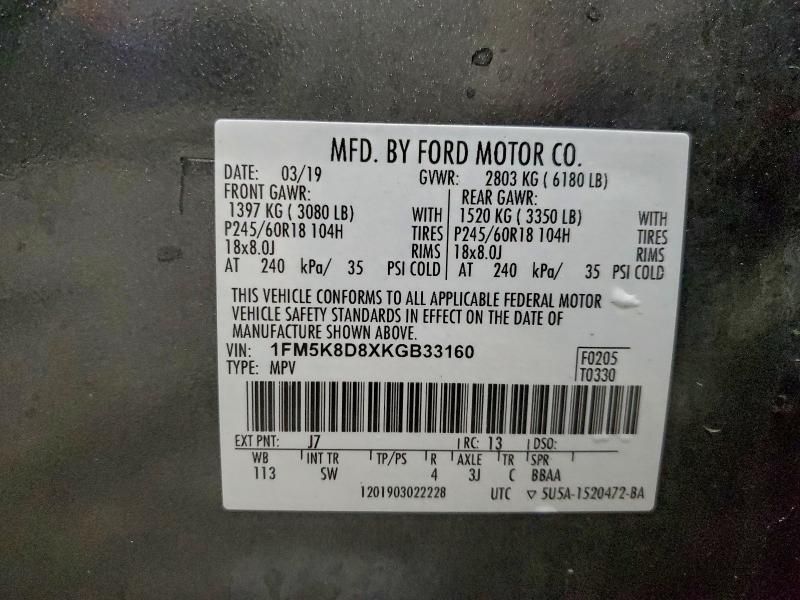 MFD. BY FORD MOTOR CO.
DATE: 03/19 GVWR: 2803 KG ( 6180 LB)
FRONT GAWR: REAR GAWR:
1397 KG ( 3080 LB) WITH 1520 KG ( 3350 LB) WITH
P245/60R18 104H TIRES P245/60R18 104H TIRES
18x8.0J RIMS 18x8.0J RIMS
AT 240 kPa/ 35 PSI COLD AT 240 kPa/ 35 PSI COLD
THIS VEHICLE CONFORMS TO ALL APPLICABLE FEDERAL MOTOR
VEHICLE SAFETY STANDARDS IN EFFECT ON THE DATE OF
MANUFACTURE SHOWN ABOVE.
VIN: 1FM5K8D8XKGB33160 F0205
TYPE: MPV T0330
EXT PNT: J7 RC: 13 DSO:
WB INT TR TP/PS R AXLE TR SPR
113 SW 4 3J C BBAA
1201903022228 UTC ▽ 5U5A-1520472-BA